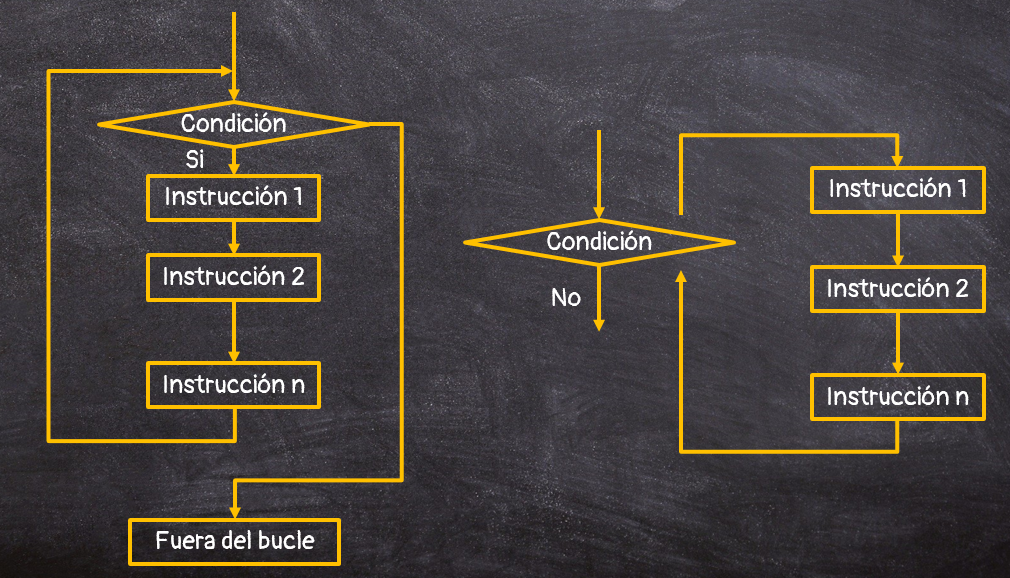 Condición
Si
Instrucción 1
Instrucción 2
Instrucción n
Fuera del bucle
Condición
No
Instrucción 1
Instrucción 2
Instrucción n